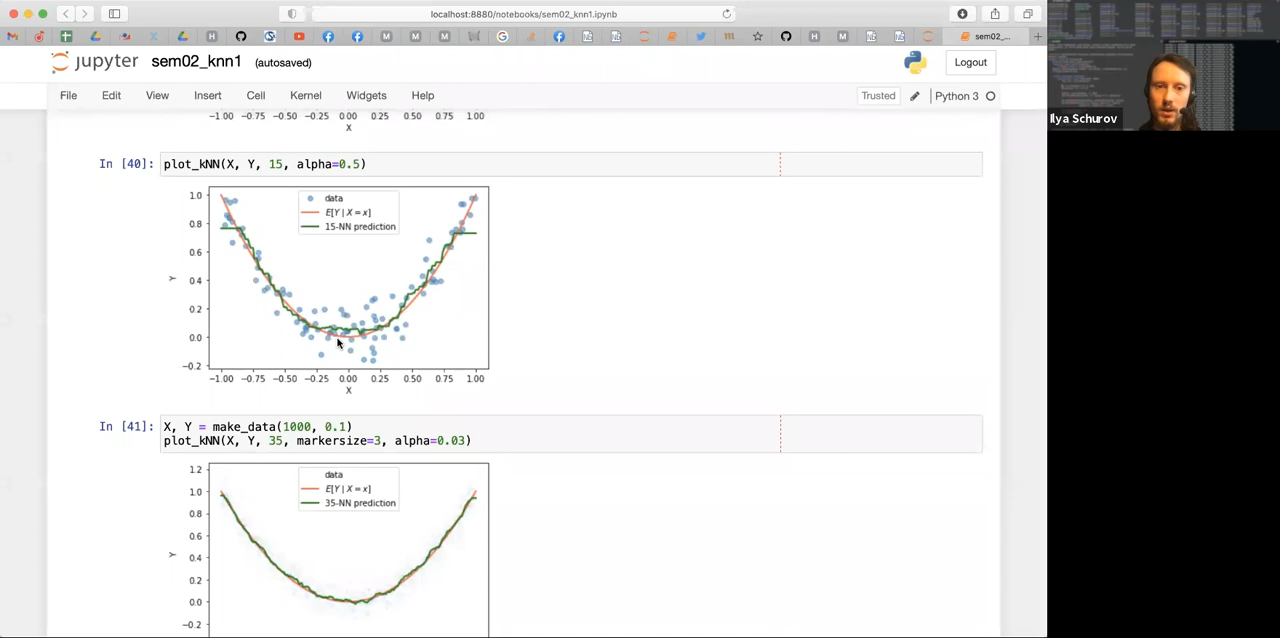 localhost:8880/notebooks/sem02_knn1.ipynb
sem02_...
jupyter sem02_knn1 (autosaved)
Logout
File Edit View Insert Cell Kernel Widgets Help
Trusted Python 3
−1.00 −0.75 −0.50 −0.25 0.00 0.25 0.50 0.75 1.00
X
In [40]: plot_kNN(X, Y, 15, alpha=0.5)
1.0
0.8
0.6
0.4
0.2
0.0
−0.2
Y
data
E[Y | X = x]
15-NN prediction
−1.00 −0.75 −0.50 −0.25 0.00 0.25 0.50 0.75 1.00
X
In [41]: X, Y = make_data(1000, 0.1)
plot_kNN(X, Y, 35, markersize=3, alpha=0.03)
1.2
1.0
0.8
0.6
0.4
0.2
0.0
−0.2
Y
data
E[Y | X = x]
35-NN prediction
Ilya Schurov